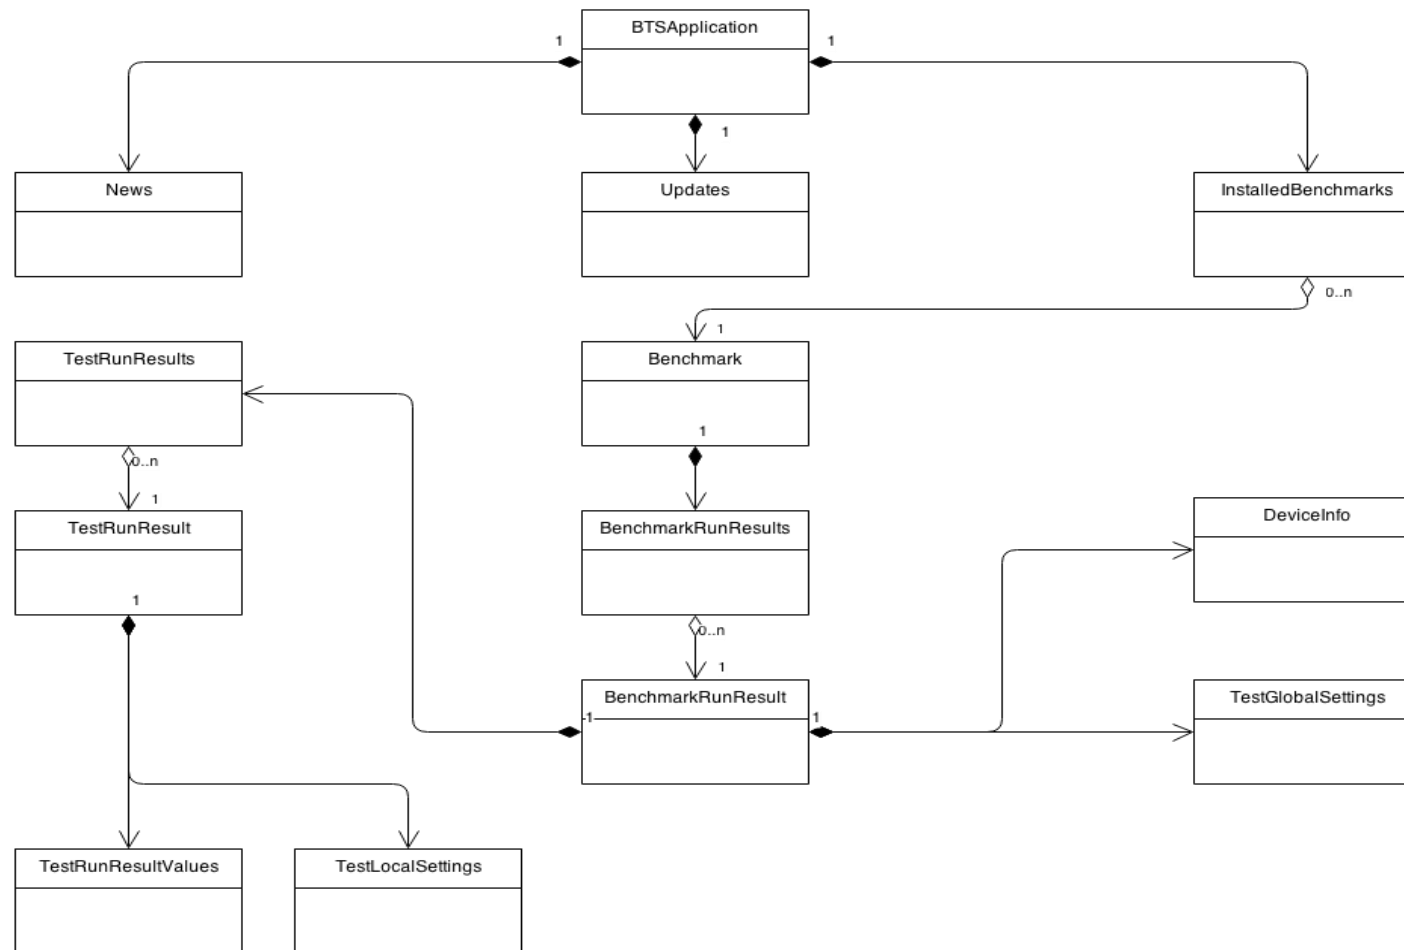 BTSApplication
1
1
1
News
Updates
InstalledBenchmarks
0..n
1
TestRunResults
Benchmark
1
0..n
1
TestRunResult
BenchmarkRunResults
DeviceInfo
1
0..n
1
BenchmarkRunResult
TestGlobalSettings
1
1
TestRunResultValues
TestLocalSettings